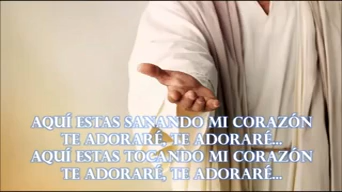 AQUÍ ESTAS SANANDO MI CORAZÓN
TE ADORARÉ, TE ADORARÉ...
AQUÍ ESTAS TOCANDO MI CORAZÓN
TE ADORARÉ, TE ADORARÉ...